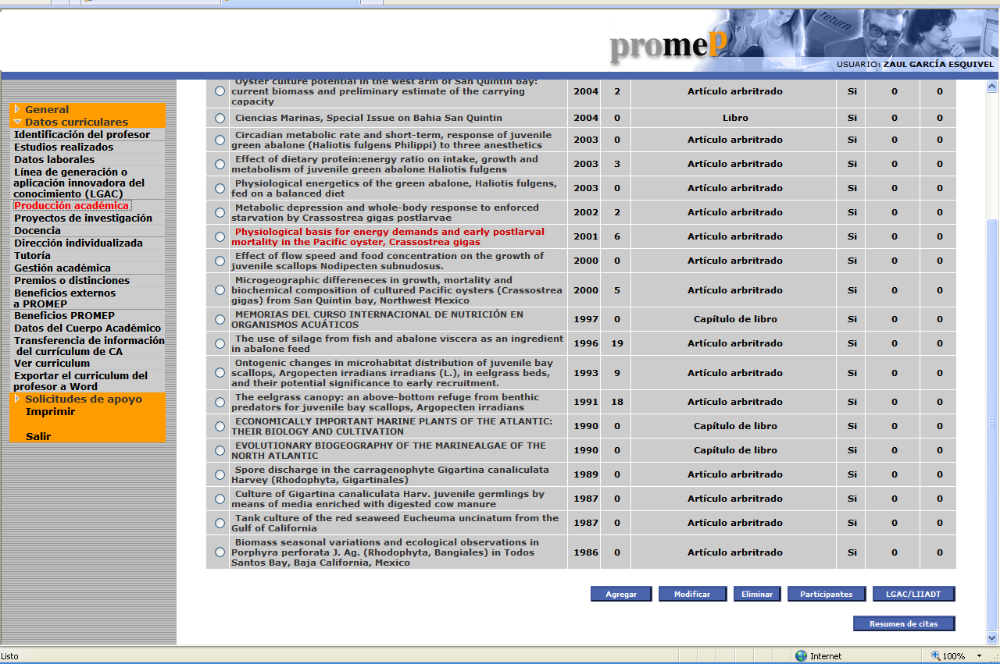 promep
USUARIO: ZAUL GARCÍA ESQUIVEL
General
Datos curriculares
Identificación del profesor
Estudios realizados
Datos laborales
Línea de generación o
aplicación innovadora del
conocimiento (LGAC)
Producción académica
Proyectos de investigación
Docencia
Dirección individualizada
Tutoría
Gestión académica
Premios o distinciones
Beneficios externos
a PROMEP
Beneficios PROMEP
Datos del Cuerpo Académico
Transferencia de información
del currículum de CA
Ver curriculum
Exportar el curriculum del
profesor a Word
Solicitudes de apoyo
Imprimir
Salir
Oyster culture potential in the west arm of San Quintin bay:
current biomass and preliminary estimate of the carrying
capacity
2004 2 Artículo arbritrado Si 0 0
Ciencias Marinas, Special Issue on Bahia San Quintin 2004 0 Libro Si 0 0
Circadian metabolic rate and short-term, response of juvenile
green abalone (Haliotis fulgens Philippi) to three anesthetics
2003 0 Artículo arbritrado Si 0 0
Effect of dietary protein:energy ratio on intake, growth and
metabolism of juvenile green abalone Haliotis fulgens
2003 3 Artículo arbritrado Si 0 0
Physiological energetics of the green abalone, Haliotis fulgens,
fed on a balanced diet
2003 0 Artículo arbritrado Si 0 0
Metabolic depression and whole-body response to enforced
starvation by Crassostrea gigas postlarvae
2002 2 Artículo arbritrado Si 0 0
Physiological basis for energy demands and early postlarval
mortality in the Pacific oyster, Crassostrea gigas
2001 6 Artículo arbritrado Si 0 0
Effect of flow speed and food concentration on the growth of
juvenile scallops Nodipecten subnudosus.
2000 0 Artículo arbritrado Si 0 0
Microgeographic differeneces in growth, mortality and
biochemical composition of cultured Pacific oysters (Crassostrea
gigas) from San Quintin bay, Northwest Mexico
2000 5 Artículo arbritrado Si 0 0
MEMORIAS DEL CURSO INTERNACIONAL DE NUTRICIÓN EN
ORGANISMOS ACUÁTICOS
1997 0 Capítulo de libro Si 0 0
The use of silage from fish and abalone viscera as an ingredient
in abalone feed
1996 19 Artículo arbritrado Si 0 0
Ontogenic changes in microhabitat distribution of juvenile bay
scallops, Argopecten irradians irradians (L.), in eelgrass beds,
and their potential significance to early recruitment.
1993 9 Artículo arbritrado Si 0 0
The eelgrass canopy: an above-bottom refuge from benthic
predators for juvenile bay scallops, Argopecten irradians
1991 18 Artículo arbritrado Si 0 0
ECONOMICALLY IMPORTANT MARINE PLANTS OF THE ATLANTIC:
THEIR BIOLOGY AND CULTIVATION
1990 0 Capítulo de libro Si 0 0
EVOLUTIONARY BIOGEOGRAPHY OF THE MARINEALGAE OF THE
NORTH ATLANTIC
1990 0 Capítulo de libro Si 0 0
Spore discharge in the carragenophyte Gigartina canaliculata
Harvey (Rhodophyta, Gigartinales)
1989 0 Artículo arbritrado Si 0 0
Culture of Gigartina canaliculata Harv. juvenile germlings by
means of media enriched with digested cow manure
1987 0 Artículo arbritrado Si 0 0
Tank culture of the red seaweed Eucheuma uncinatum from the
Gulf of California
1987 0 Artículo arbritrado Si 0 0
Biomass seasonal variations and ecological observations in
Porphyra perforata J. Ag. (Rhodophyta, Bangiales) in Todos
Santos Bay, Baja California, Mexico
1986 0 Artículo arbritrado Si 0 0
Agregar Modificar Eliminar Participantes LGAC/LIIADT
Resumen de citas
Listo Internet 100%
return